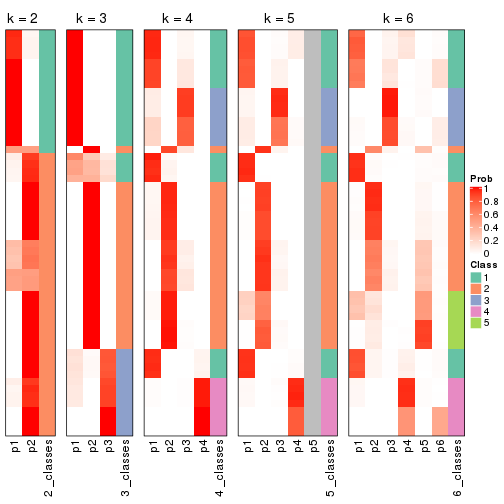 k = 2
k = 3
k = 4
k = 5
k = 6
Prob
1
0.8
0.6
0.4
0.2
0
Class
1
2
3
4
5
p1
p2
2_classes
p1
p2
p3
3_classes
p1
p2
p3
p4
4_classes
p1
p2
p3
p4
p5
5_classes
p1
p2
p3
p4
p5
p6
6_classes